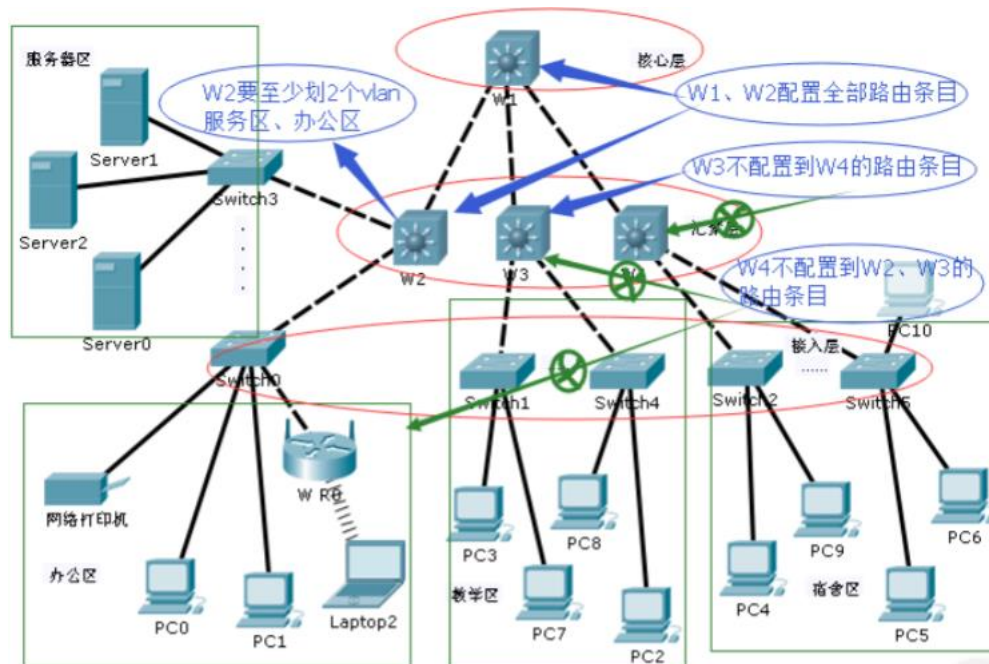 服务器区
核心层
W1
W2要至少划2个vlan
服务区、办公区
W1、W2配置全部路由条目
Server1
W3不配置到W4的路由条目
Switch3
Server2
W2
W3
W4不配置到W2、W3的
路由条目
Server0
PC10
接入层
......
Switch0
Switch1
Switch4
Switch2
Switch5
网络打印机
PC3
PC8
PC9
PC6
办公区
教学区
宿舍区
PC0
PC1
Laptop2
PC7
PC2
PC4
PC5